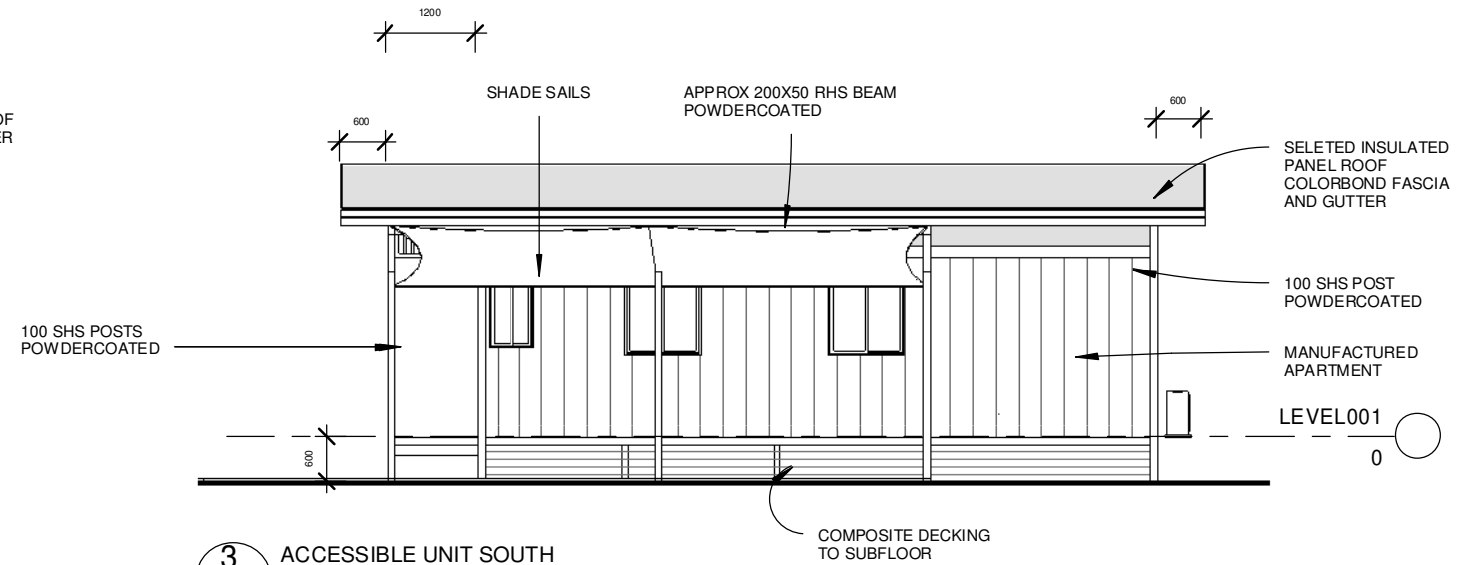 1200
OF
ER
600
SHADE SAILS
APPROX 200X50 RHS BEAM
POWDERCOATED
600
SELETED INSULATED
PANEL ROOF
COLORBOND FASCIA
AND GUTTER
100 SHS POSTS
POWDERCOATED
100 SHS POST
POWDERCOATED
MANUFACTURED
APARTMENT
LEVEL001
0
600
COMPOSITE DECKING
TO SUBFLOOR
3
ACCESSIBLE UNIT SOUTH